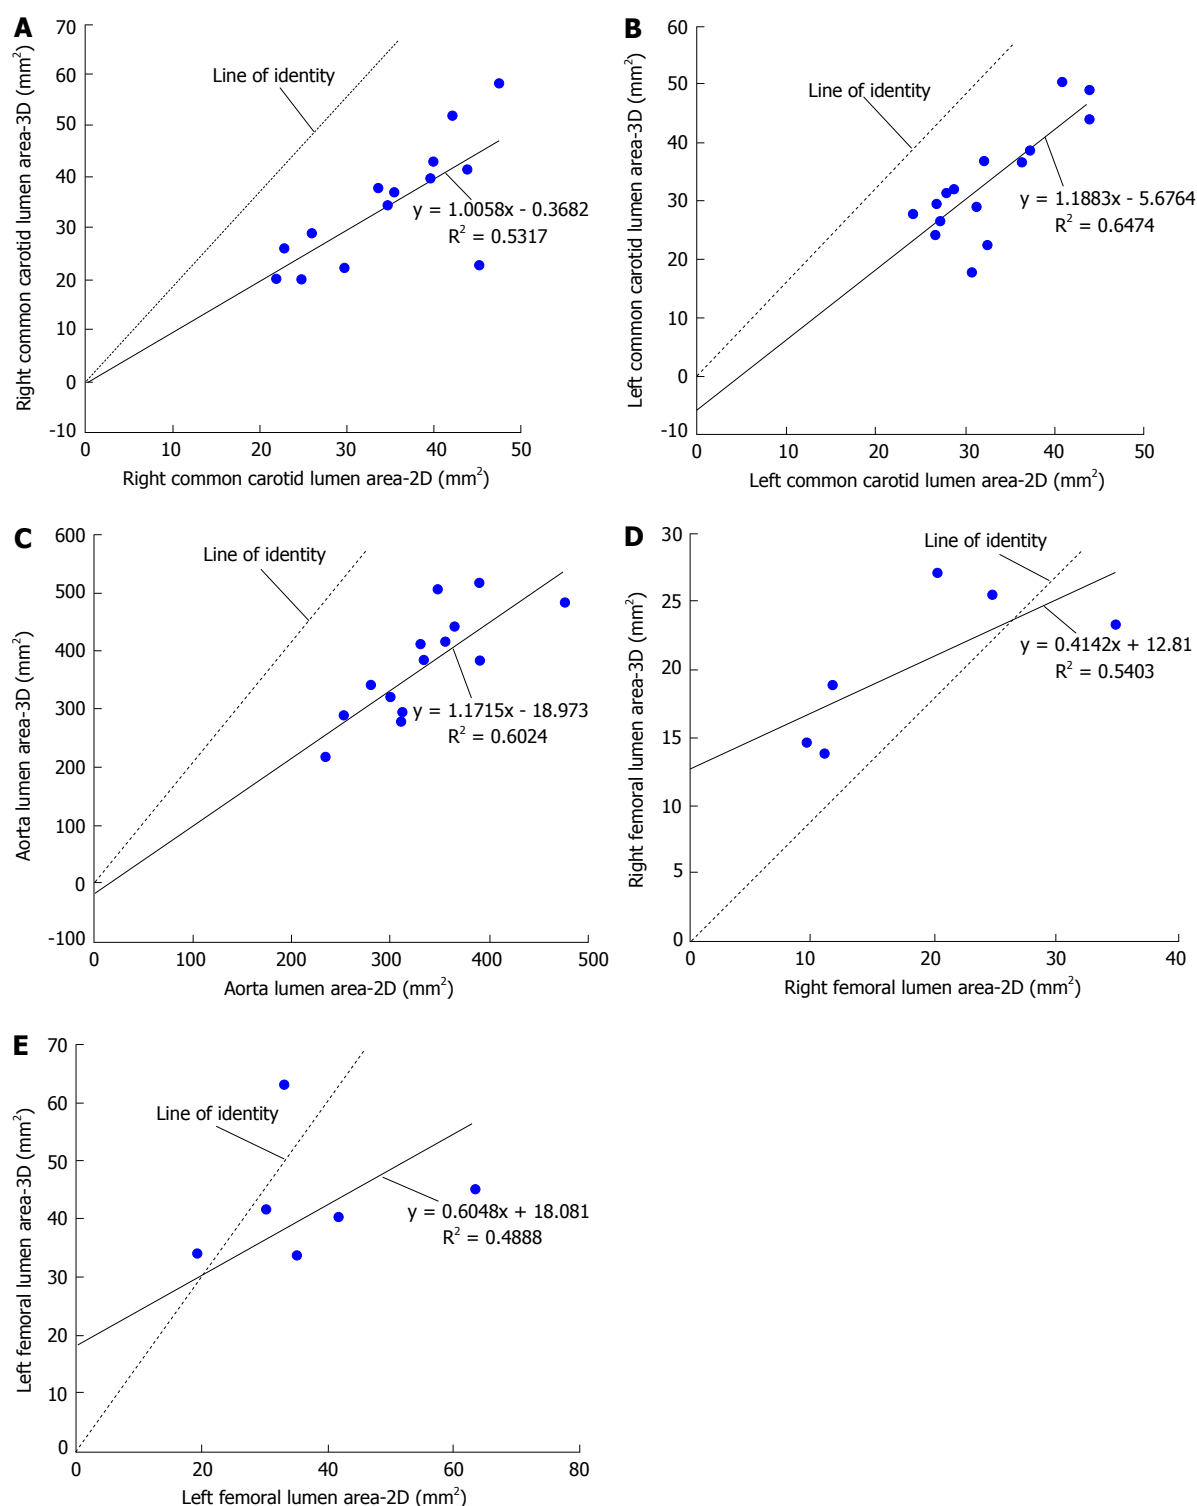 A
70
60
50
40
30
20
10
0
-10
Right common carotid lumen area-3D (mm²)
Line of identity
y = 1.0058x - 0.3682
R² = 0.5317
0 10 20 30 40 50
Right common carotid lumen area-2D (mm²)
B
60
50
40
30
20
10
0
-10
Left common carotid lumen area-3D (mm²)
Line of identity
y = 1.1883x - 5.6764
R² = 0.6474
0 10 20 30 40 50
Left common carotid lumen area-2D (mm²)
C
600
500
400
300
200
100
0
-100
Aorta lumen area-3D (mm²)
Line of identity
y = 1.1715x - 18.973
R² = 0.6024
0 100 200 300 400 500
Aorta lumen area-2D (mm²)
D
30
25
20
15
10
5
0
Right femoral lumen area-3D (mm²)
Line of identity
y = 0.4142x + 12.81
R² = 0.5403
10 20 30 40
Right femoral lumen area-2D (mm²)
E
70
60
50
40
30
20
10
0
Left femoral lumen area-3D (mm²)
Line of identity
y = 0.6048x + 18.081
R² = 0.4888
0 20 40 60 80
Left femoral lumen area-2D (mm²)